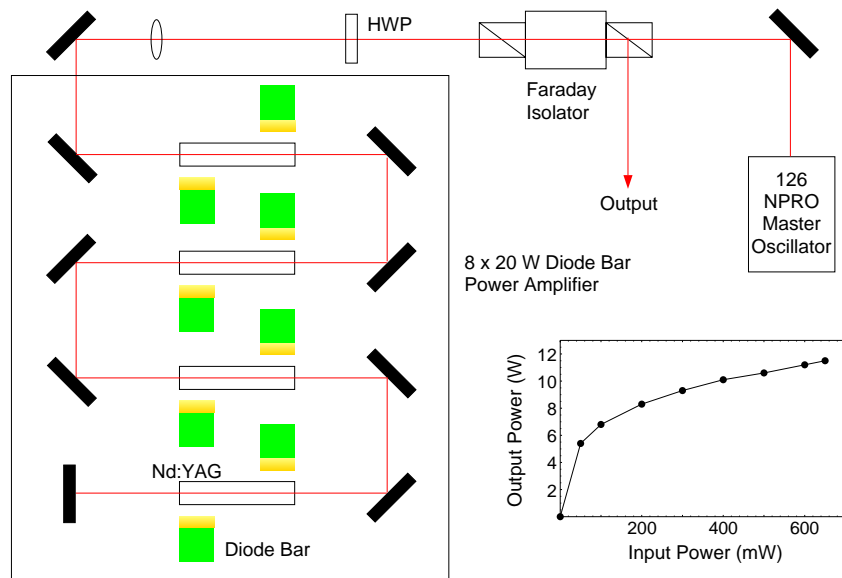 HWP
Faraday
Isolator
Output
126
NPRO
Master
Oscillator
8 x 20 W Diode Bar
Power Amplifier
Nd:YAG
Diode Bar
12
10
8
6
4
2
Output Power (W)
200
400
600
Input Power (mW)